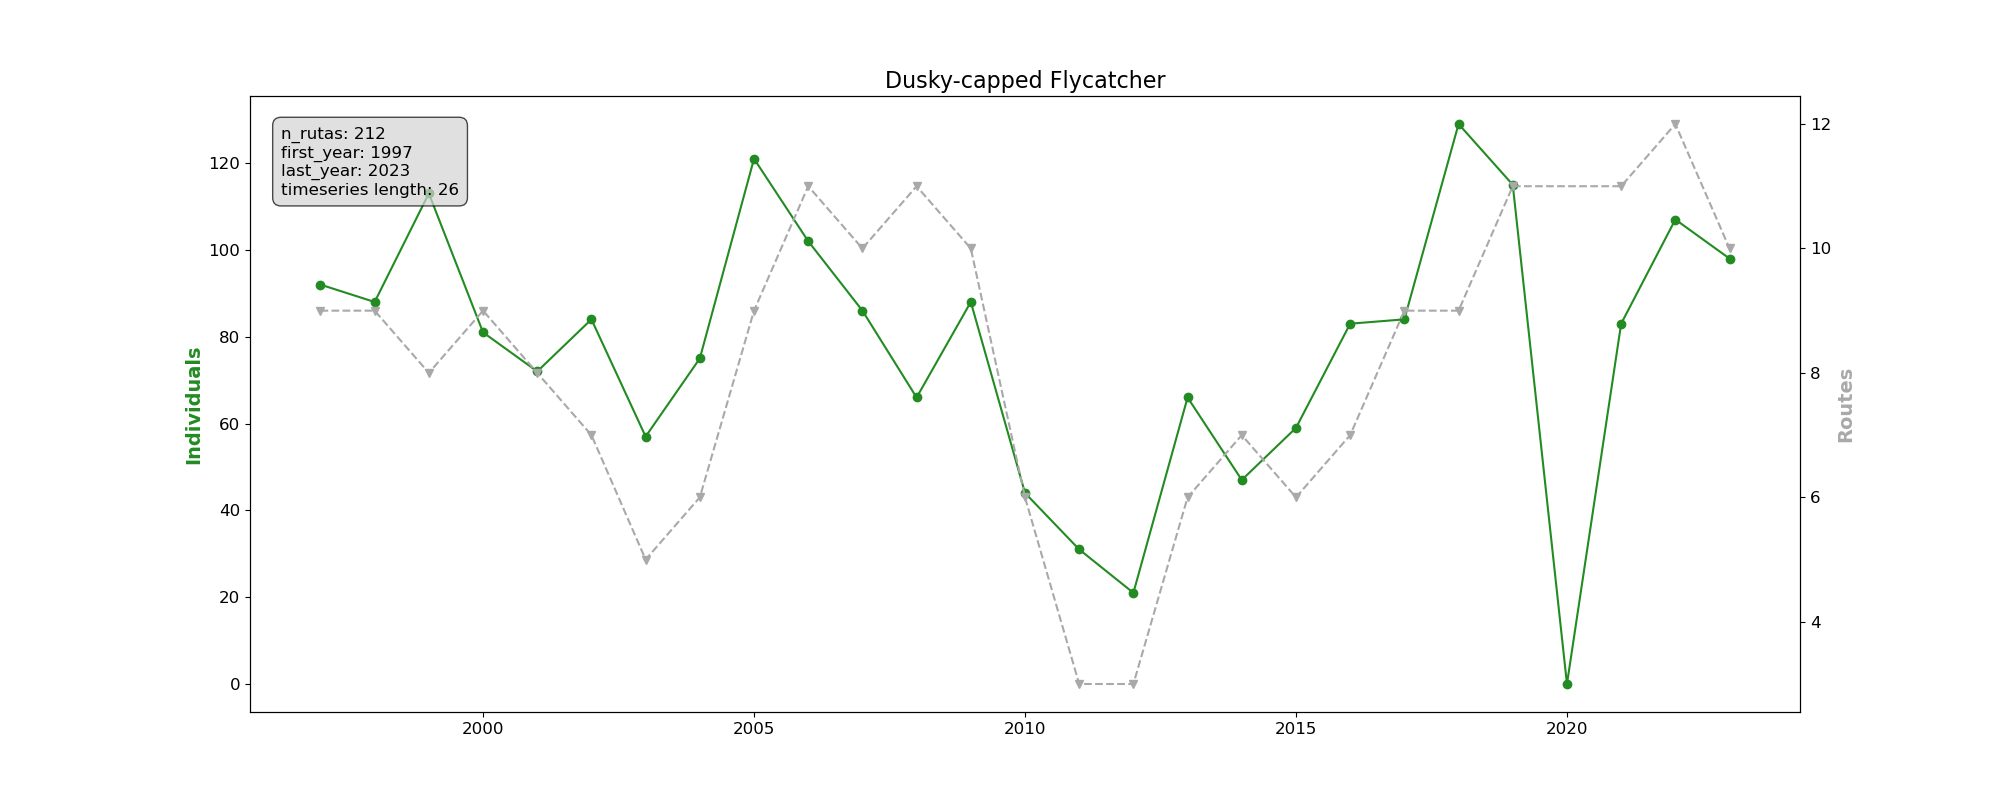 Dusky-capped Flycatcher
n_rutas: 212
first_year: 1997
last_year: 2023
timeseries length: 26
Individuals
120
100
80
60
40
20
0
12
10
8
6
4
Routes
2000 2005 2010 2015 2020